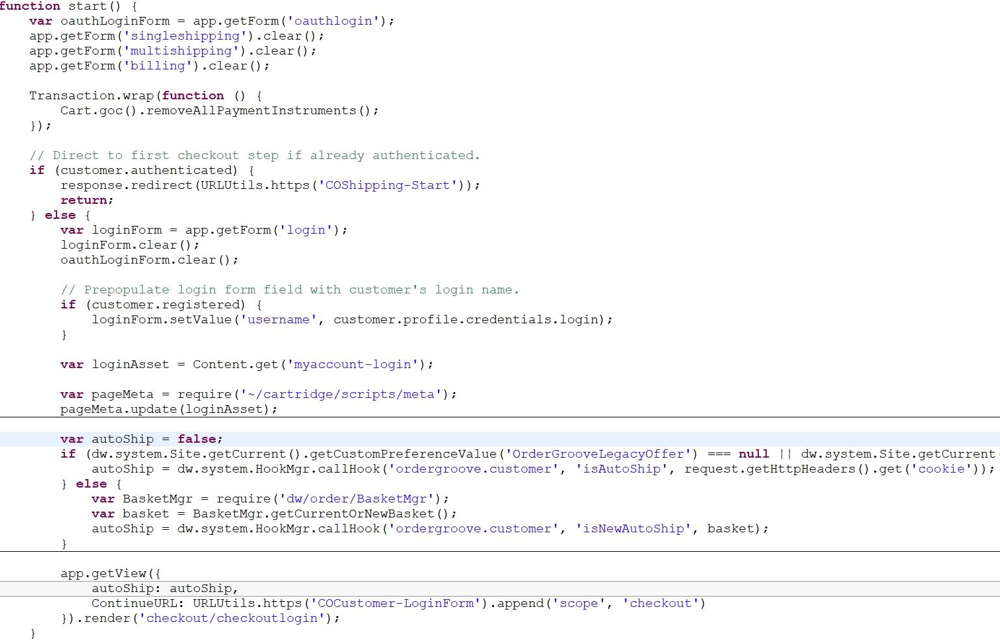 function start() {
    var oauthLoginForm = app.getForm('oauthlogin');
    app.getForm('singleshipping').clear();
    app.getForm('multishipping').clear();
    app.getForm('billing').clear();

    Transaction.wrap(function () {
        Cart.goc().removeAllPaymentInstruments();
    });

    // Direct to first checkout step if already authenticated.
    if (customer.authenticated) {
        response.redirect(URLUtils.https('COShipping-Start'));
        return;
    } else {
        var loginForm = app.getForm('login');
        loginForm.clear();
        oauthLoginForm.clear();

        // Prepopulate login form field with customer's login name.
        if (customer.registered) {
            loginForm.setValue('username', customer.profile.credentials.login);
        }

        var loginAsset = Content.get('myaccount-login');

        var pageMeta = require('~/cartridge/scripts/meta');
        pageMeta.update(loginAsset);

        var autoShip = false;
        if (dw.system.Site.getCurrent().getCustomPreferenceValue('OrderGrooveLegacyOffer') === null || dw.system.Site.getCurrent
            autoShip = dw.system.HookMgr.callHook('ordergroove.customer', 'isAutoShip', request.getHttpHeaders().get('cookie'));
        } else {
            var BasketMgr = require('dw/order/BasketMgr');
            var basket = BasketMgr.getCurrentOrNewBasket();
            autoShip = dw.system.HookMgr.callHook('ordergroove.customer', 'isNewAutoShip', basket);
        }

        app.getView({
            autoShip: autoShip,
            ContinueURL: URLUtils.https('COCustomer-LoginForm').append('scope', 'checkout')
        }).render('checkout/checkoutlogin');
    }